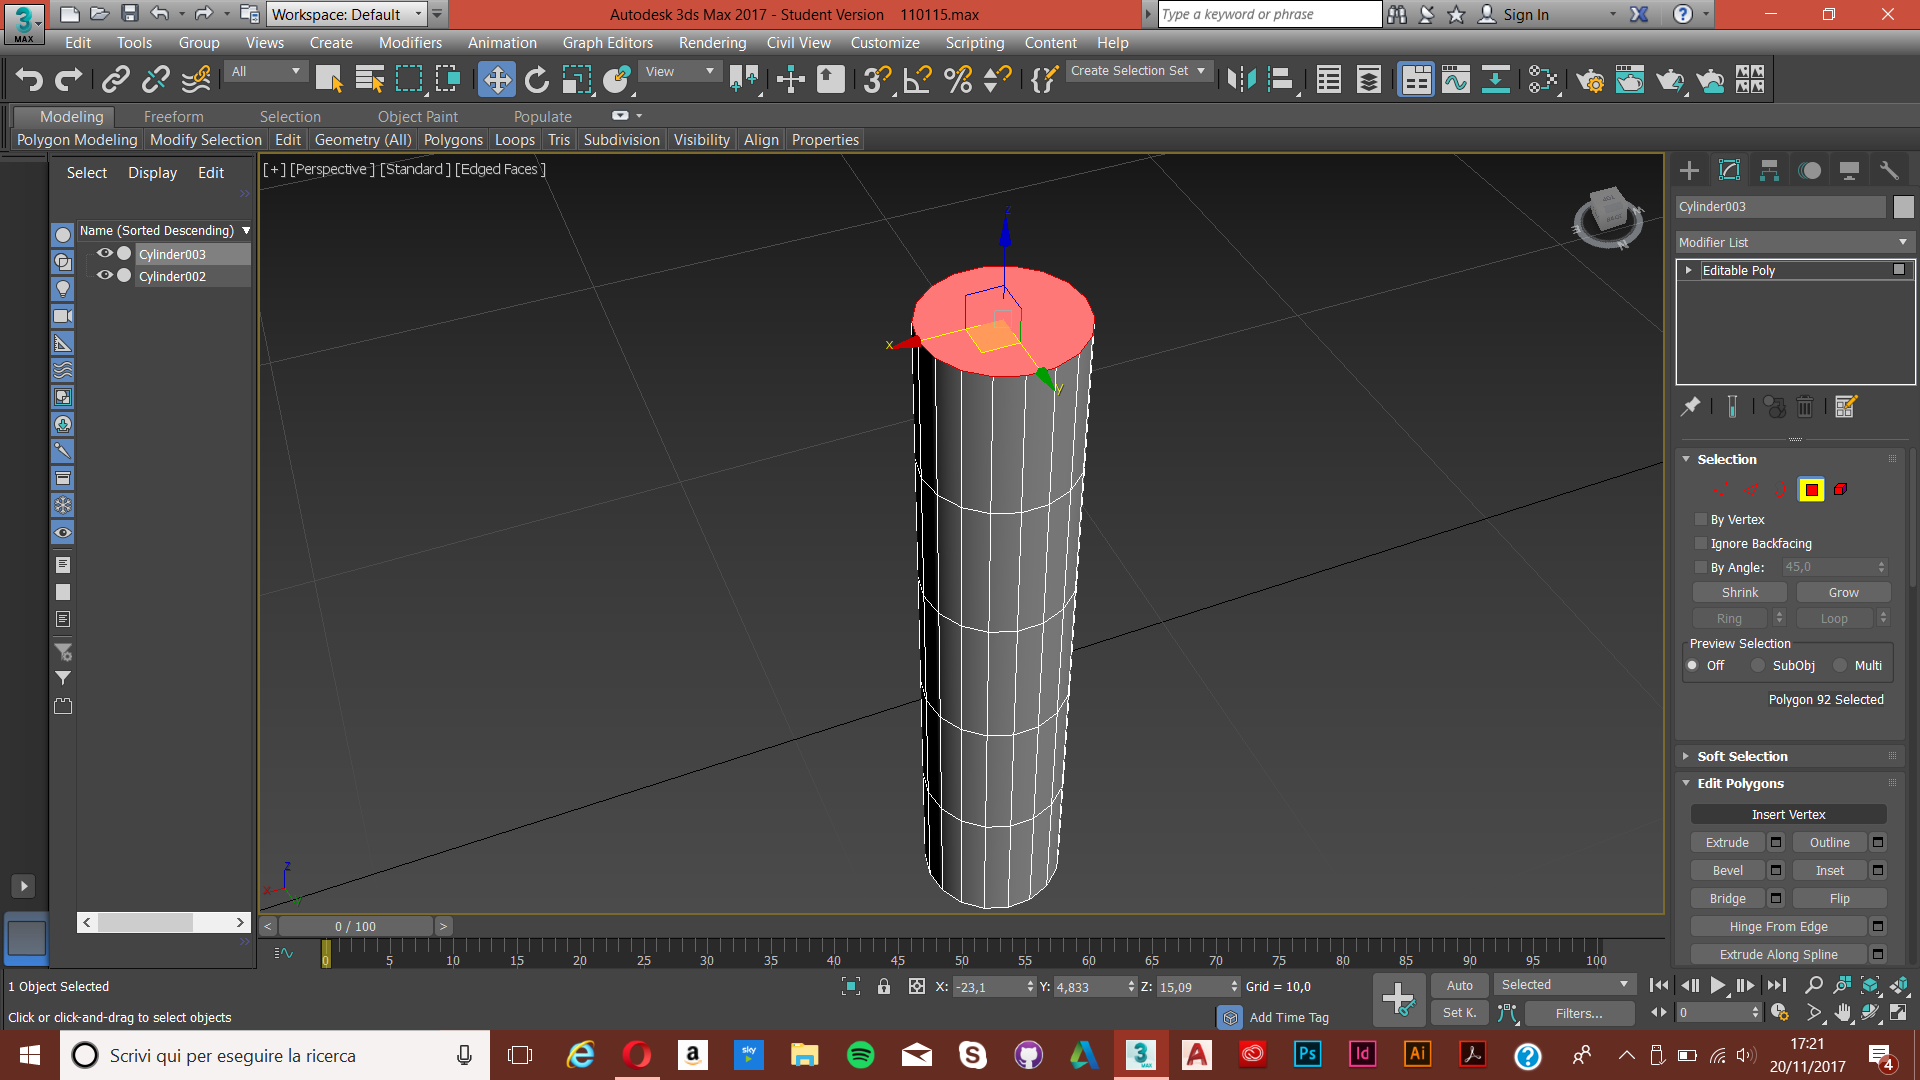 Workspace: Default
Autodesk 3ds Max 2017 - Student Version 110115.max
Type a keyword or phrase
Sign In
MAX
Edit Tools Group Views Create Modifiers Animation Graph Editors Rendering Civil View Customize Scripting Content Help
All
View
Create Selection Set
Modeling Freeform Selection Object Paint Populate
Polygon Modeling Modify Selection Edit Geometry (All) Polygons Loops Tris Subdivision Visibility Align Properties
Select Display Edit
[+] [Perspective] [Standard] [Edged Faces]
Name (Sorted Descending)
Cylinder003
Cylinder002
z
x
y
z
x
y
Cylinder003
Modifier List
Editable Poly
Selection
By Vertex
Ignore Backfacing
By Angle: 45,0
Shrink Grow
Ring Loop
Preview Selection
Off SubObj Multi
Polygon 92 Selected
Soft Selection
Edit Polygons
Insert Vertex
Extrude Outline
Bevel Inset
Bridge Flip
Hinge From Edge
Extrude Along Spline
< 0 / 100 >
0 5 10 15 20 25 30 35 40 45 50 55 60 65 70 75 80 85 90 95 100
1 Object Selected
X: -23,1 Y: 4,833 Z: 15,09 Grid = 10,0
Auto Selected
Click or click-and-drag to select objects
Add Time Tag
Set K. Filters...
0
Scrivi qui per eseguire la ricerca
17:21
20/11/2017
4